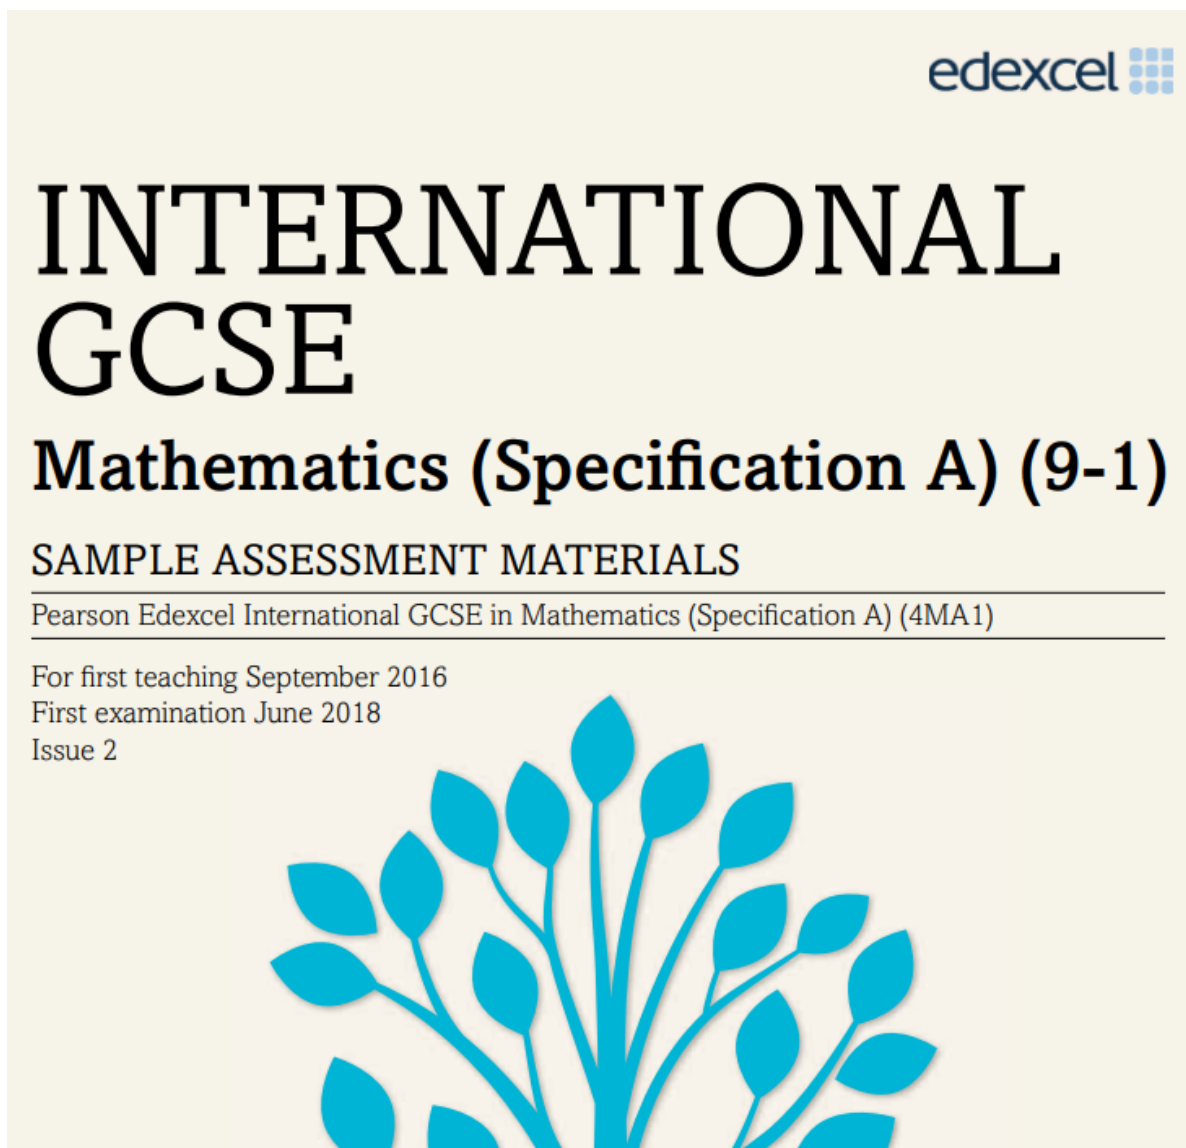 edexcel
INTERNATIONAL
GCSE
Mathematics (Specification A) (9-1)
SAMPLE ASSESSMENT MATERIALS
Pearson Edexcel International GCSE in Mathematics (Specification A) (4MA1)
For first teaching September 2016
First examination June 2018
Issue 2